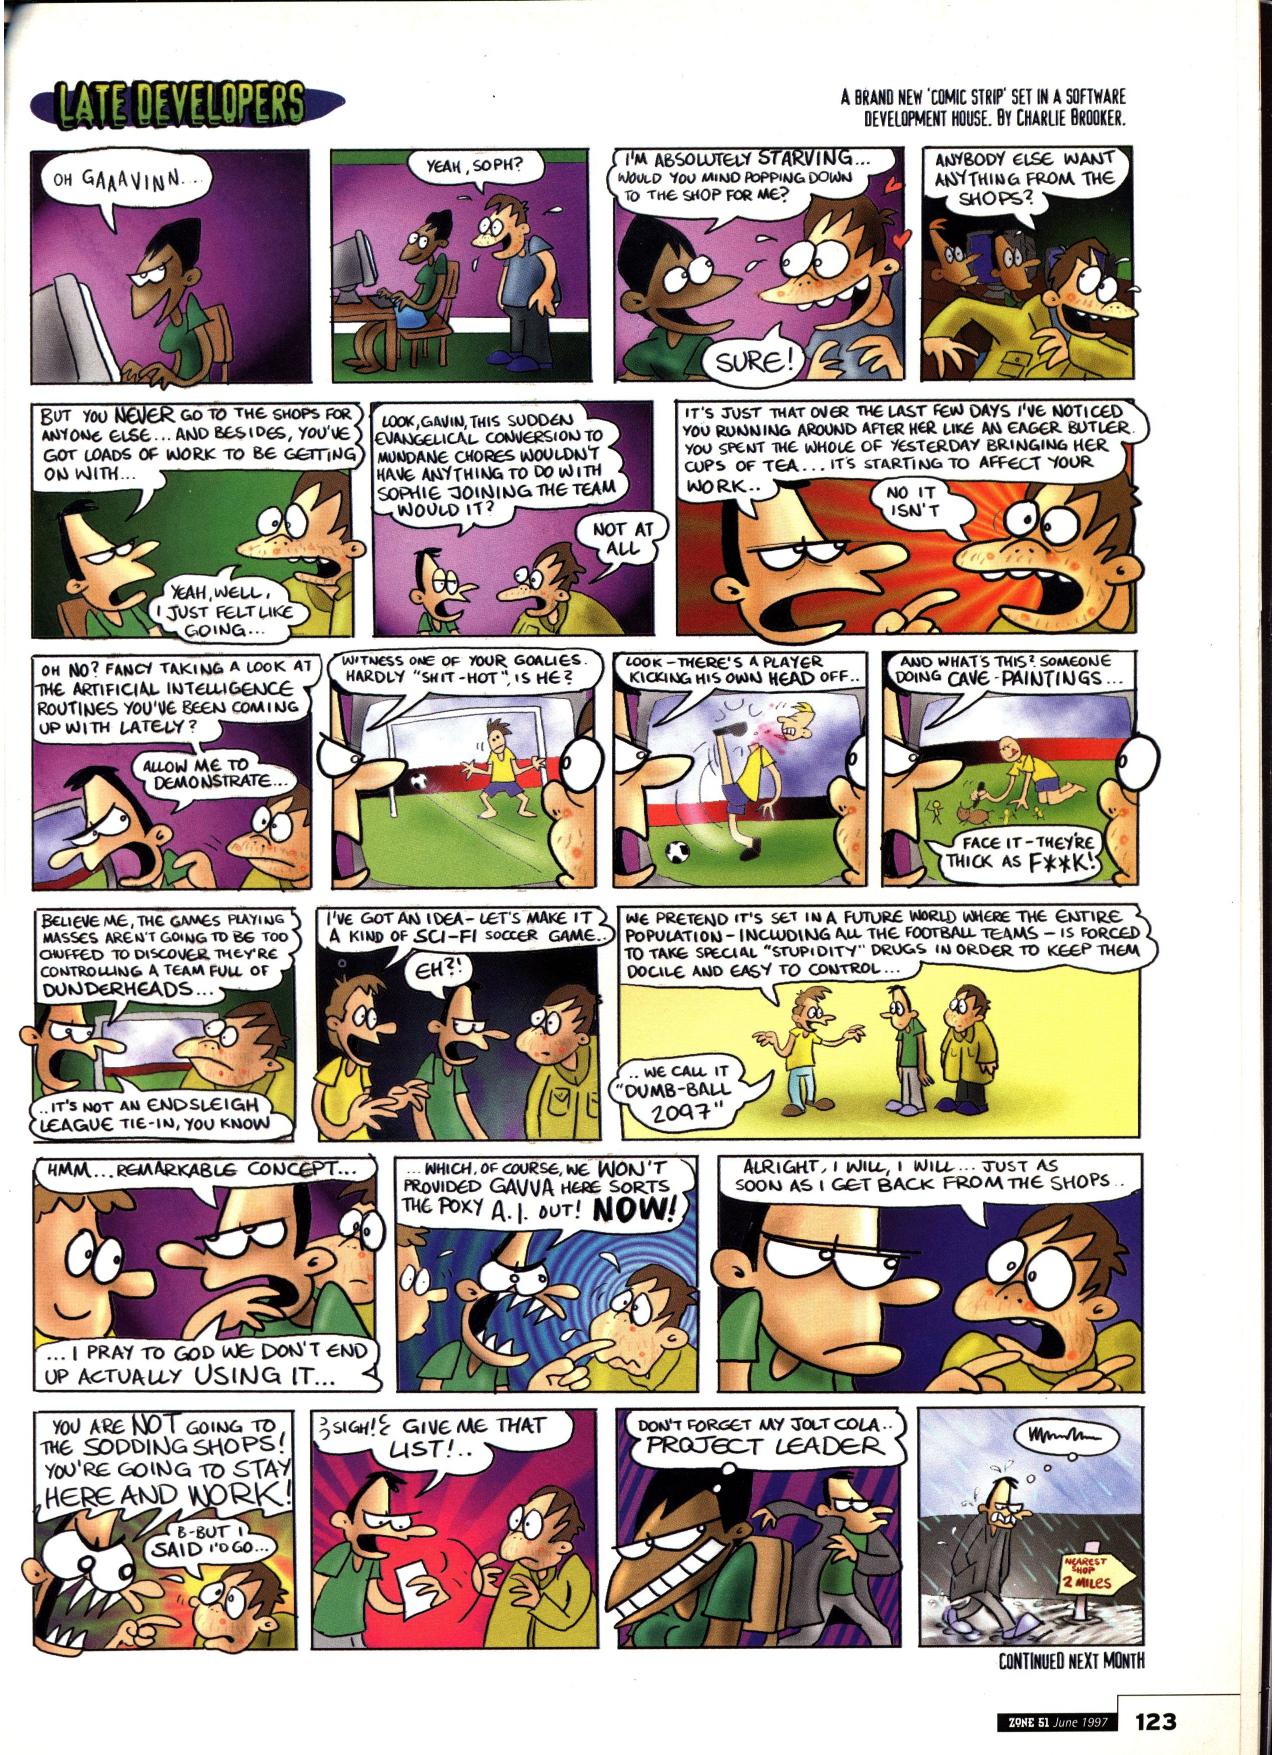 LATE DEVELOPERS
A BRAND NEW 'COMIC STRIP' SET IN A SOFTWARE
DEVELOPMENT HOUSE. BY CHARLIE BROOKER.
OH GAAAVINN....
YEAH, SOPH?
I'M ABSOLUTELY STARVING...
WOULD YOU MIND POPPING DOWN
TO THE SHOP FOR ME?
SURE!
ANYBODY ELSE WANT
ANYTHING FROM THE
SHOPS?
BUT YOU NEVER GO TO THE SHOPS FOR
ANYONE ELSE... AND BESIDES, YOU'VE
GOT LOADS OF WORK TO BE GETTING
ON WITH...
YEAH, WELL,
I JUST FELT LIKE
GOING...
LOOK, GAVIN, THIS SUDDEN
EVANGELICAL CONVERSION TO
MUNDANE CHORES WOULDN'T
HAVE ANYTHING TO DO WITH
SOPHIE JOINING THE TEAM
WOULD IT?
NOT AT
ALL
IT'S JUST THAT OVER THE LAST FEW DAYS I'VE NOTICED
YOU RUNNING AROUND AFTER HER LIKE AN EAGER BUTLER.
YOU SPENT THE WHOLE OF YESTERDAY BRINGING HER
CUPS OF TEA... IT'S STARTING TO AFFECT YOUR
WORK..
NO IT
ISN'T
OH NO? FANCY TAKING A LOOK AT
THE ARTIFICIAL INTELLIGENCE
ROUTINES YOU'VE BEEN COMING
UP WITH LATELY?
ALLOW ME TO
DEMONSTRATE...
WITNESS ONE OF YOUR GOALIES.
HARDLY "SHIT-HOT", IS HE?
LOOK - THERE'S A PLAYER
KICKING HIS OWN HEAD OFF..
AND WHAT'S THIS? SOMEONE
DOING CAVE-PAINTINGS...
FACE IT - THEY'RE
THICK AS F**K!
BELIEVE ME, THE GAMES PLAYING
MASSES AREN'T GOING TO BE TOO
CHUFFED TO DISCOVER THEY'RE
CONTROLLING A TEAM FULL OF
DUNDERHEADS...
..IT'S NOT AN ENDSLEIGH
LEAGUE TIE-IN, YOU KNOW
I'VE GOT AN IDEA - LET'S MAKE IT
A KIND OF SCI-FI SOCCER GAME..
EH?!
WE PRETEND IT'S SET IN A FUTURE WORLD WHERE THE ENTIRE
POPULATION - INCLUDING ALL THE FOOTBALL TEAMS - IS FORCED
TO TAKE SPECIAL "STUPIDITY" DRUGS IN ORDER TO KEEP THEM
DOCILE AND EASY TO CONTROL...
..WE CALL IT
"DUMB-BALL
2097"
HMM... REMARKABLE CONCEPT...
...I PRAY TO GOD WE DON'T END
UP ACTUALLY USING IT...
...WHICH, OF COURSE, WE WON'T
PROVIDED GAVVA HERE SORTS
THE POXY A.I. OUT! NOW!
ALRIGHT, I WILL, I WILL... JUST AS
SOON AS I GET BACK FROM THE SHOPS..
YOU ARE NOT GOING TO
THE SODDING SHOPS!
YOU'RE GOING TO STAY
HERE AND WORK!
B-BUT I
SAID I'D GO...
SIGH! GIVE ME THAT
LIST!..
DON'T FORGET MY JOLT COLA..
PROJECT LEADER
NEAREST
SHOP
2 MILES
CONTINUED NEXT MONTH
ZONE 51 June 1997 123